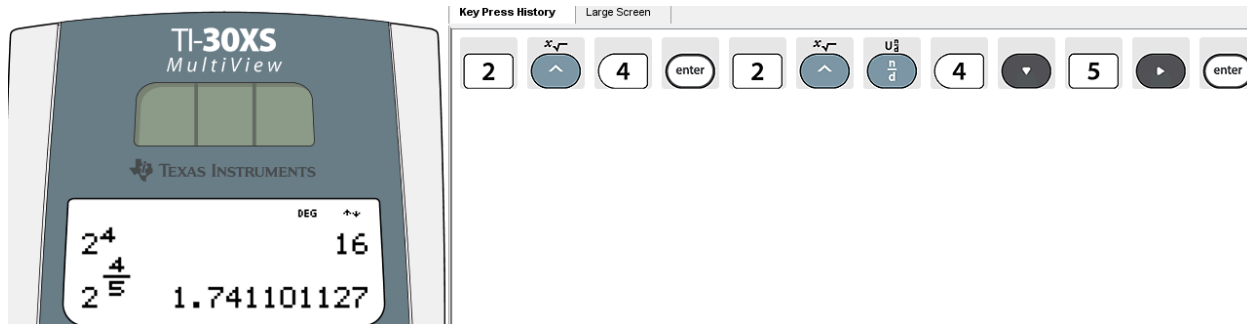 TI-30XS
MultiView
TEXAS INSTRUMENTS
DEG
2⁴ 16
2^(4/5) 1.741101127
Key Press History Large Screen
x√ x√ U n/d
2 ^ 4 enter 2 ^ n/d 4 ▾ 5 ▸ enter